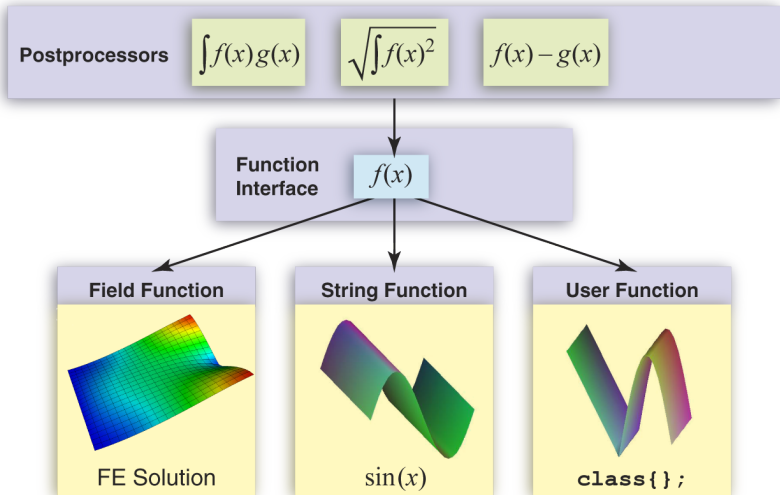 Postprocessors ∫f(x)g(x) √∫f(x)² f(x)–g(x)
Function
Interface
f(x)
Field Function String Function User Function
FE Solution sin(x) class{};